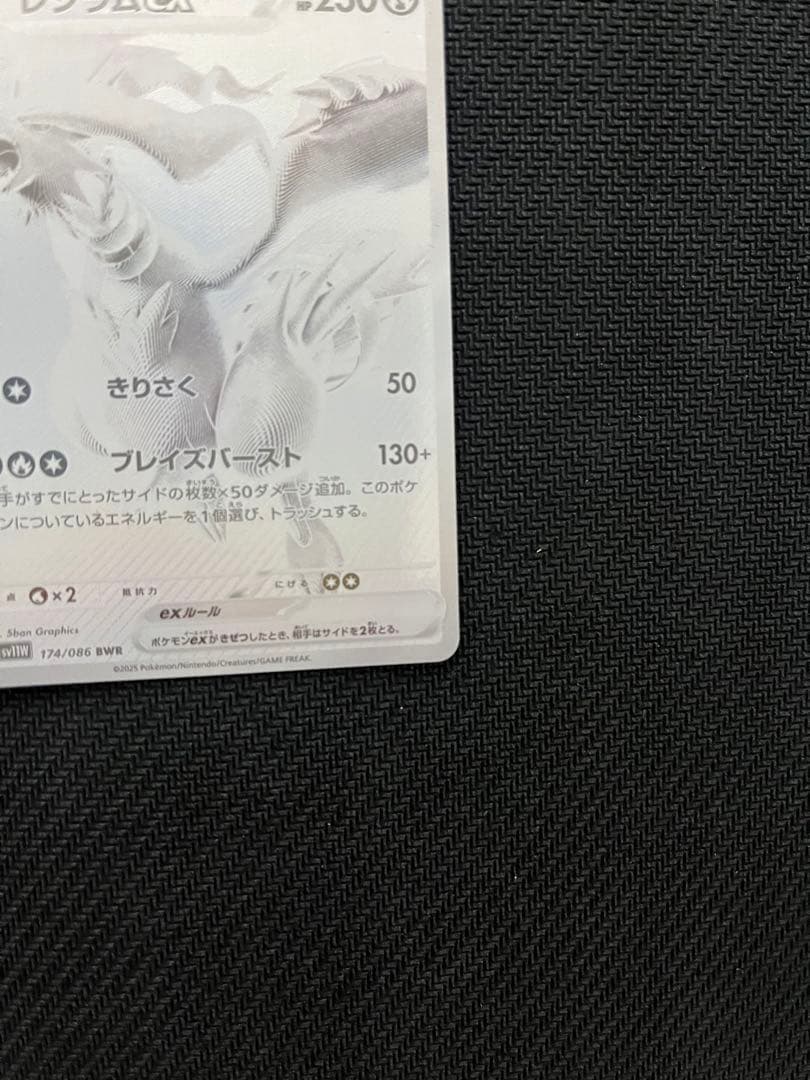 レシラムex HP230
きりさく 50
ブレイズバースト 130+
手がすでにとったサイドの枚数×50ダメージ追加。このポケ
ンについているエネルギーを1個選び、トラッシュする。
点 ×2 抵抗力 にげる
exルール
ポケモンexがきぜつしたとき、相手はサイドを2枚とる。
5ban Graphics
sv11W 174/086 BWR
©2025 Pokémon/Nintendo/Creatures/GAME FREAK.